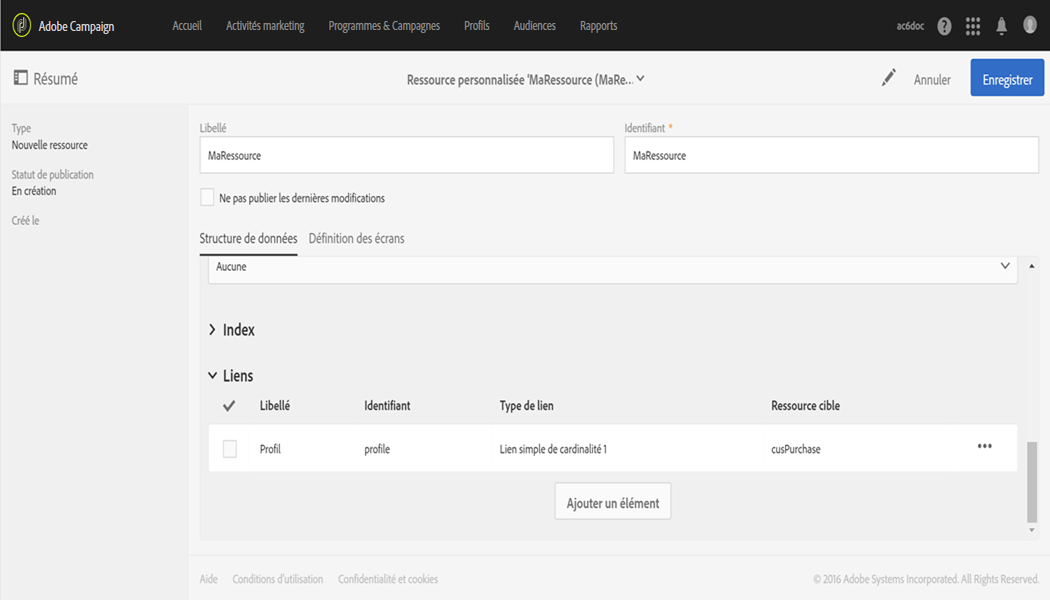 Adobe Campaign Accueil Activités marketing Programmes & Campagnes Profils Audiences Rapports ac6doc
Résumé Ressource personnalisée 'MaRessource (MaRe... Annuler Enregistrer
Type
Nouvelle ressource
Statut de publication
En création
Créé le
Libellé Identifiant *
MaRessource MaRessource
Ne pas publier les dernières modifications
Structure de données Définition des écrans
Aucune
Index
Liens
Libellé Identifiant Type de lien Ressource cible
Profil profile Lien simple de cardinalité 1 cusPurchase
Ajouter un élément
Aide Conditions d'utilisation Confidentialité et cookies © 2016 Adobe Systems Incorporated. All Rights Reserved.